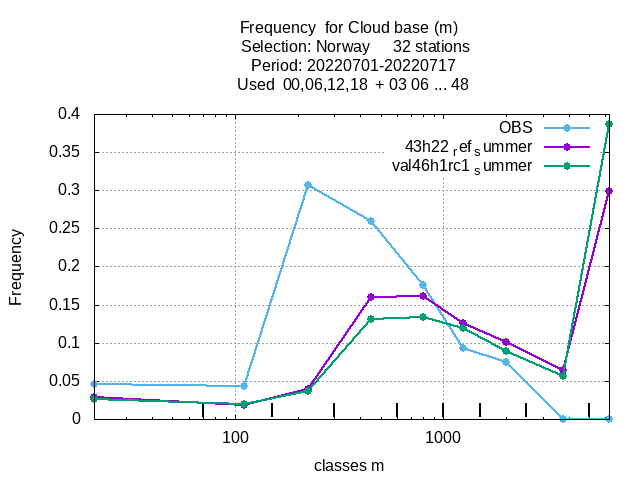 Frequency  for Cloud base (m)
Selection: Norway     32 stations
Period: 20220701-20220717
Used  00,06,12,18  + 03 06 ... 48
0.4
0.35
0.3
0.25
0.2
0.15
0.1
0.05
0
Frequency
OBS
43h22 ref summer
val46h1rc1 summer
100
1000
classes m